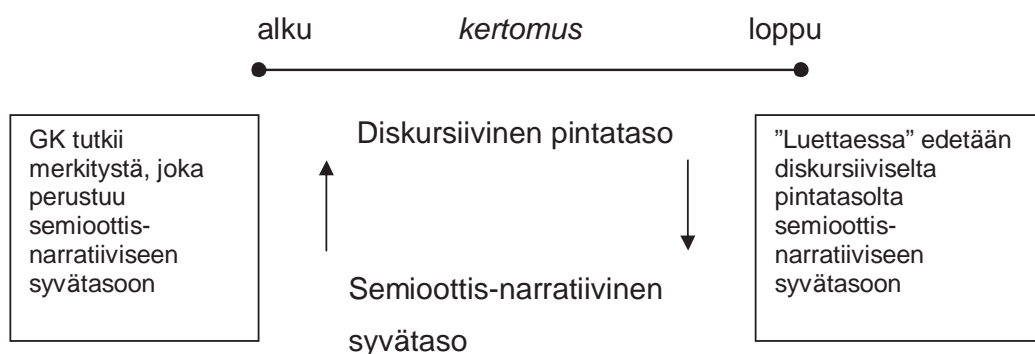 alku kertomus loppu
GK tutkii
merkitystä, joka
perustuu
semioottis-
narratiiviseen
syvätasoon
Diskursiivinen pintataso
Semioottis-narratiivinen
syvätaso
”Luettaessa” edetään
diskursiiviselta
pintatasolta
semioottis-
narratiiviseen
syvätasoon